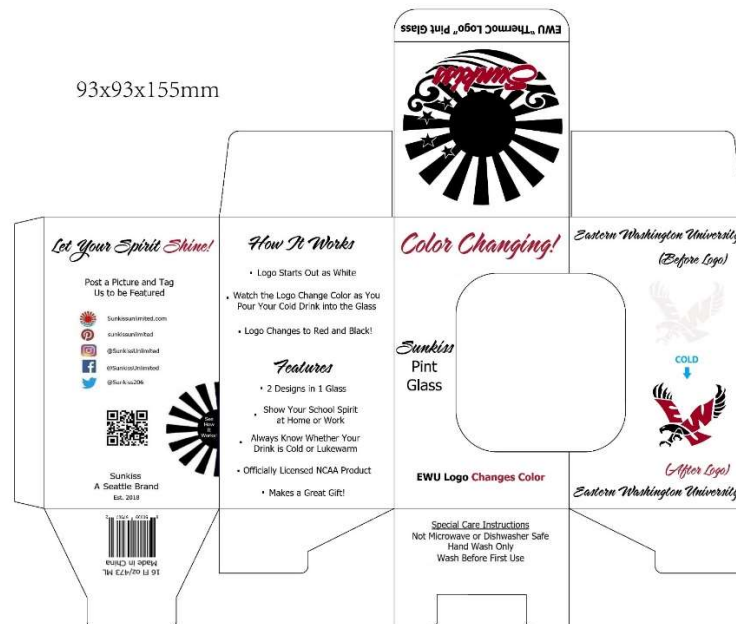 EWU "ThermoC Logo" Pint Glass
Sunkiss
93x93x155mm
Let Your Spirit Shine!
Post a Picture and Tag
Us to be Featured
Sunkissunlimited.com
sunkissunlimited
@SunkissUnlimited
@SunkissUnlimited
@Sunkiss206
See
How
It
Works
Sunkiss
A Seattle Brand
Est. 2018
16 Fl oz/473 ML
Made in China
How It Works
• Logo Starts Out as White
• Watch the Logo Change Color as You
Pour Your Cold Drink into the Glass
• Logo Changes to Red and Black!
Features
• 2 Designs in 1 Glass
• Show Your School Spirit
at Home or Work
• Always Know Whether Your
Drink is Cold or Lukewarm
• Officially Licensed NCAA Product
• Makes a Great Gift!
Color Changing!
Sunkiss
Pint
Glass
EWU Logo Changes Color
Special Care Instructions
Not Microwave or Dishwasher Safe
Hand Wash Only
Wash Before First Use
Eastern Washington University
(Before Logo)
COLD
EWU
(After Logo)
Eastern Washington University